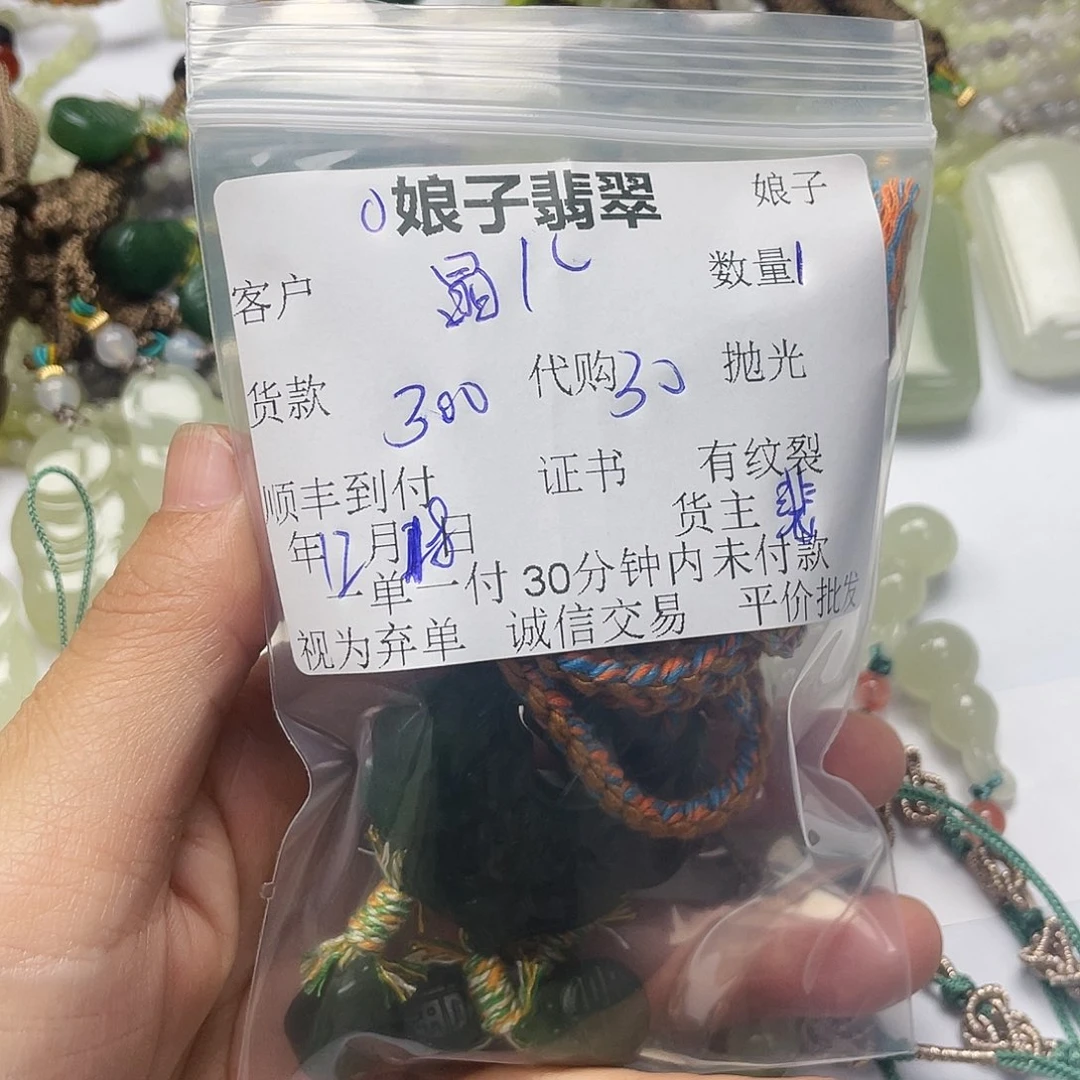 0娘子翡翠 娘子
客户 数量1
货款 300 代购30 抛光
顺丰到付 证书 有纹裂
年12月18日 货主
一单一付 30分钟内未付款
视为弃单 诚信交易 平价批发